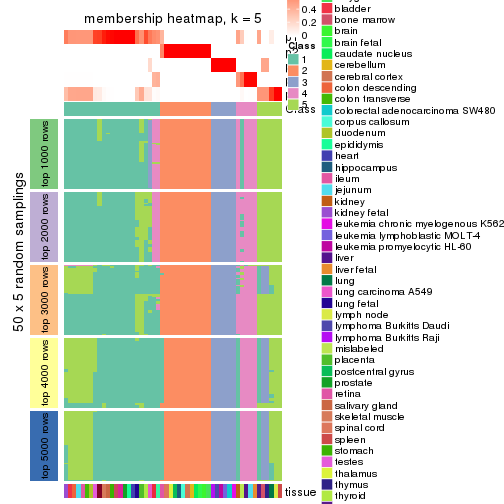 membership heatmap, k = 5
50 x 5 random samplings
top 1000 rows
top 2000 rows
top 3000 rows
top 4000 rows
top 5000 rows
0.4
0.2
0
Class
1
2
3
4
5
Class
tissue
bladder
bone marrow
brain
brain fetal
caudate nucleus
cerebellum
cerebral cortex
colon descending
colon transverse
colorectal adenocarcinoma SW480
corpus callosum
duodenum
epididymis
heart
hippocampus
ileum
jejunum
kidney
kidney fetal
leukemia chronic myelogenous K562
leukemia lymphoblastic MOLT-4
leukemia promyelocytic HL-60
liver
liver fetal
lung
lung carcinoma A549
lung fetal
lymph node
lymphoma Burkitts Daudi
lymphoma Burkitts Raji
mislabeled
placenta
postcentral gyrus
prostate
retina
salivary gland
skeletal muscle
spinal cord
spleen
stomach
testes
thalamus
thymus
thyroid